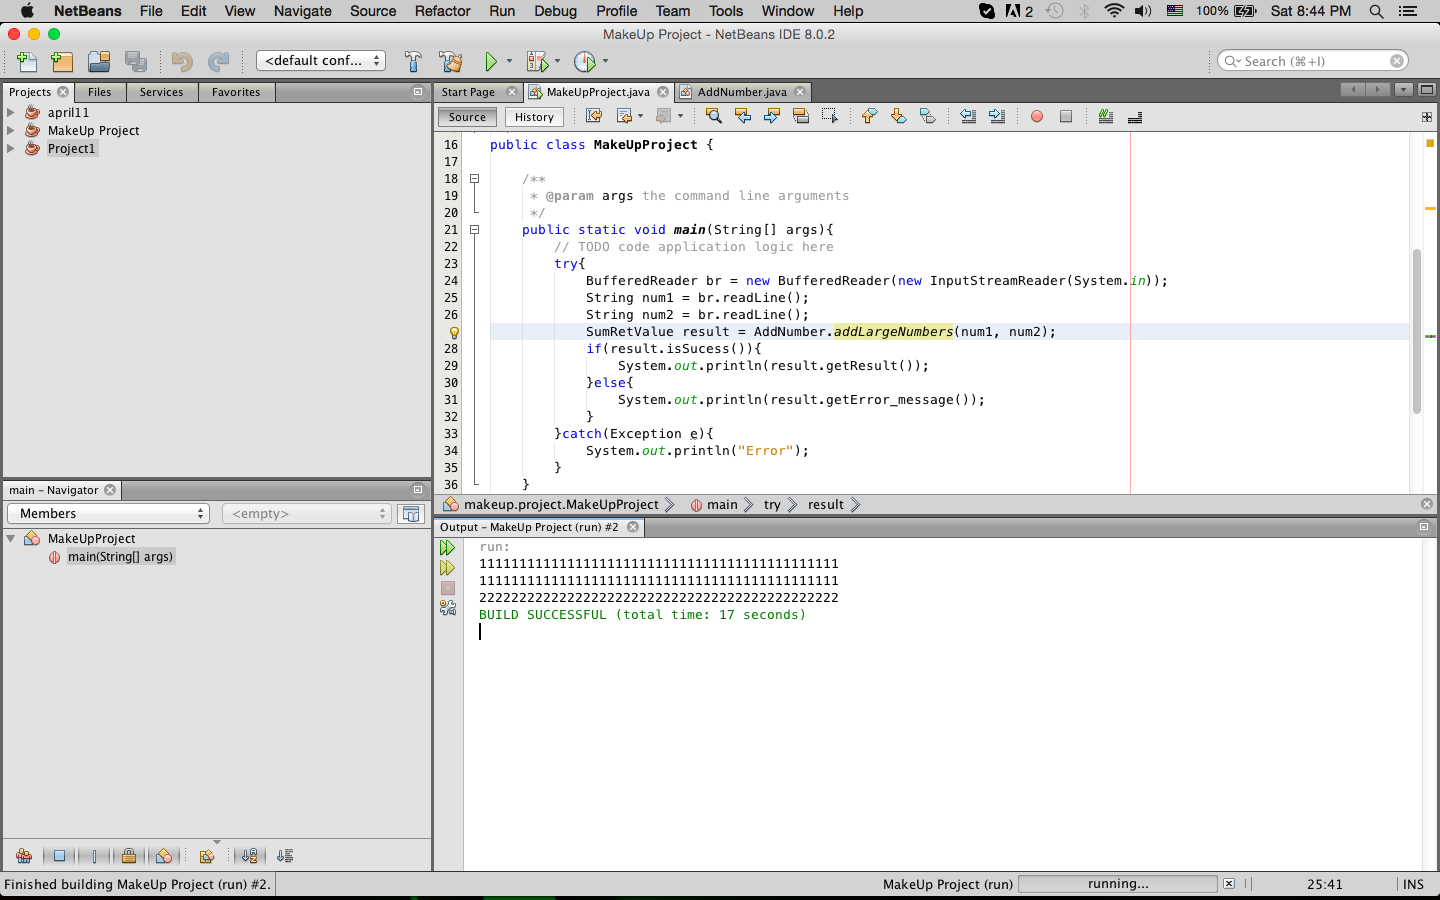 NetBeans File Edit View Navigate Source Refactor Run Debug Profile Team Tools Window Help 2 100% Sat 8:44 PM
MakeUp Project - NetBeans IDE 8.0.2
<default conf... Search (⌘+I)
Projects Files Services Favorites
april11
MakeUp Project
Project1
Start Page MakeUpProject.java AddNumber.java
Source History
16 public class MakeUpProject {
17
18 /**
19 * @param args the command line arguments
20 */
21 public static void main(String[] args){
22 // TODO code application logic here
23 try{
24 BufferedReader br = new BufferedReader(new InputStreamReader(System.in));
25 String num1 = br.readLine();
26 String num2 = br.readLine();
SumRetValue result = AddNumber.addLargeNumbers(num1, num2);
28 if(result.isSucess()){
29 System.out.println(result.getResult());
30 }else{
31 System.out.println(result.getError_message());
32 }
33 }catch(Exception e){
34 System.out.println("Error");
35 }
36 }
makeup.project.MakeUpProject main try result
main - Navigator
Members <empty>
MakeUpProject
main(String[] args)
Output - MakeUp Project (run) #2
run:
111111111111111111111111111111111111111111111
111111111111111111111111111111111111111111111
222222222222222222222222222222222222222222222
BUILD SUCCESSFUL (total time: 17 seconds)
Finished building MakeUp Project (run) #2. MakeUp Project (run) running... 25:41 INS